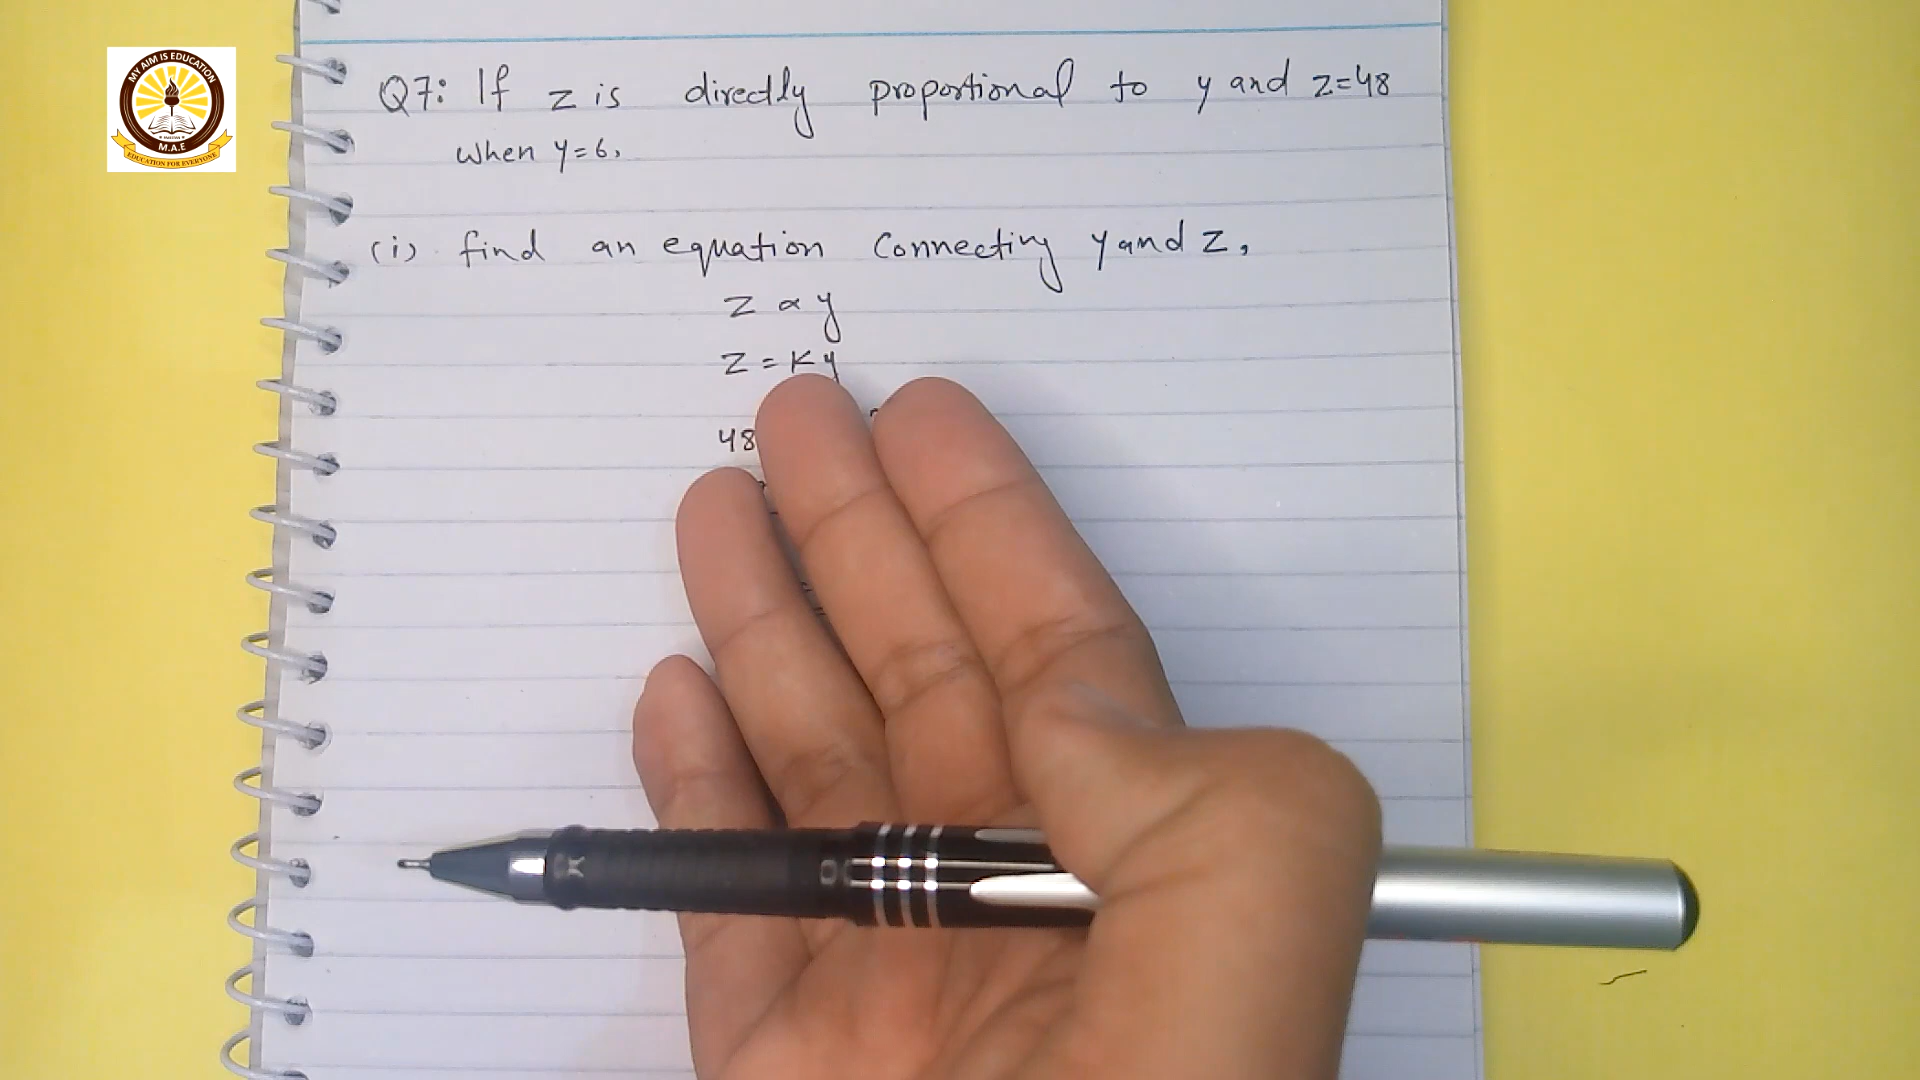 MY AIM IS EDUCATION
M.A.E
EDUCATION FOR EVERYONE
Q7: If z is directly proportional to y and z=48
when y=6,
(i) find an equation connecting y and z,
z ∝ y
z = ky
48